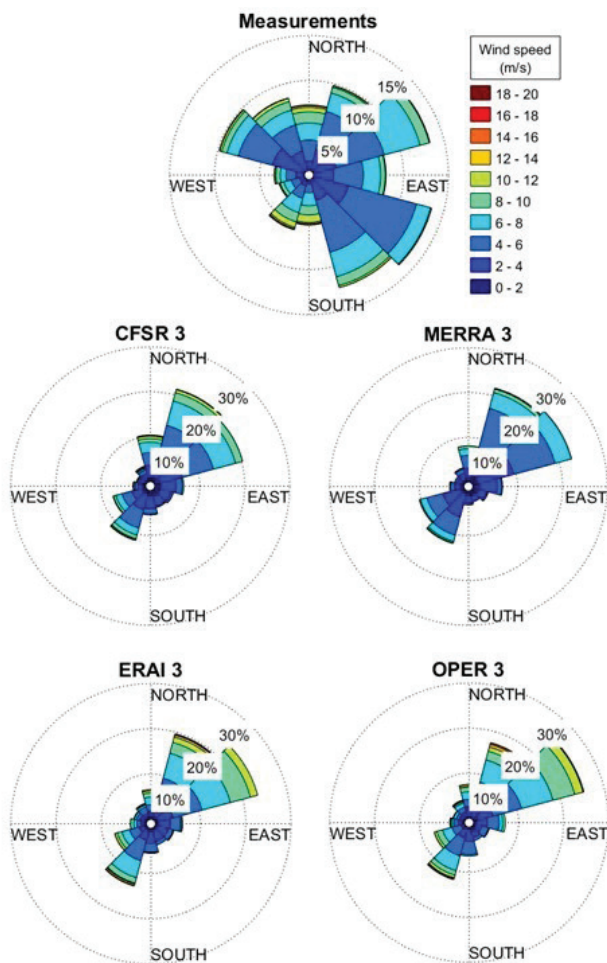 Measurements
NORTH
15%
10%
5%
WEST
EAST
SOUTH
Wind speed
(m/s)
18 - 20
16 - 18
14 - 16
12 - 14
10 - 12
8 - 10
6 - 8
4 - 6
2 - 4
0 - 2
CFSR 3
NORTH
30%
20%
10%
WEST
EAST
SOUTH
MERRA 3
NORTH
30%
20%
10%
WEST
EAST
SOUTH
ERAI 3
NORTH
30%
20%
10%
WEST
EAST
SOUTH
OPER 3
NORTH
30%
20%
10%
WEST
EAST
SOUTH